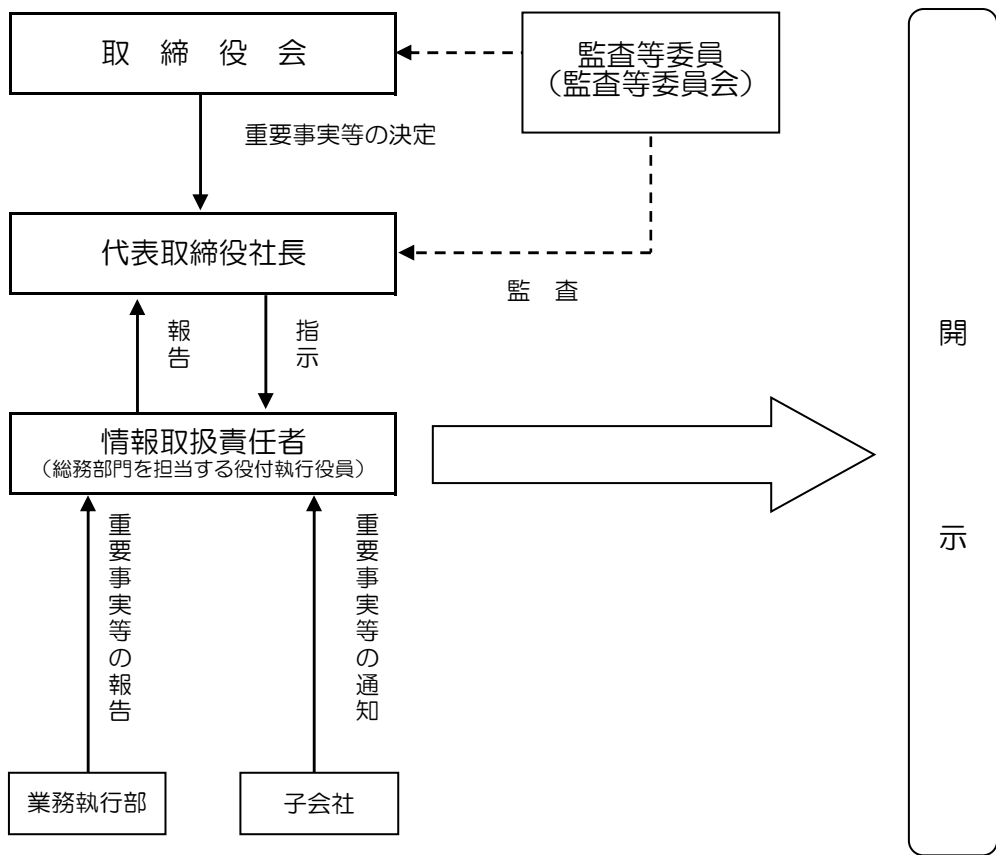 取　締　役　会
監査等委員
（監査等委員会）
重要事実等の決定
代表取締役社長
監　査
報告
指示
開示
情報取扱責任者
（総務部門を担当する役付執行役員）
重要事実等の報告
重要事実等の通知
業務執行部
子会社